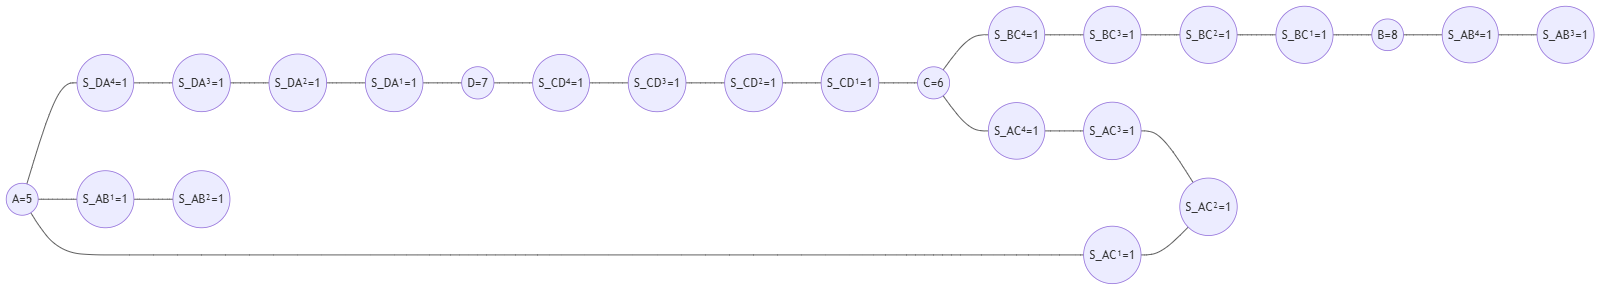 S_BC⁴=1 S_BC³=1 S_BC²=1 S_BC¹=1 B=8 S_AB⁴=1 S_AB³=1
S_DA⁴=1 S_DA³=1 S_DA²=1 S_DA¹=1 D=7 S_CD⁴=1 S_CD³=1 S_CD²=1 S_CD¹=1 C=6
S_AC⁴=1 S_AC³=1
A=5 S_AB¹=1 S_AB²=1 S_AC²=1
S_AC¹=1